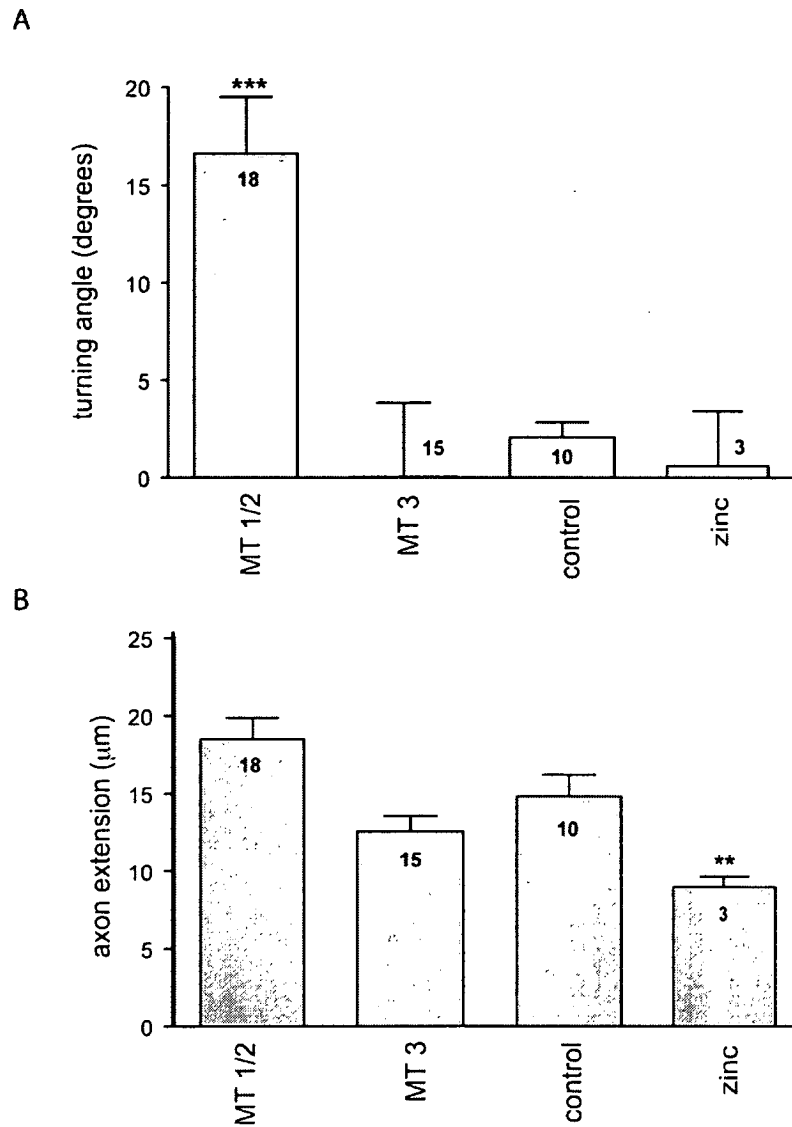 A
turning angle (degrees)
20
15
10
5
0
***
18
15
10
3
MT 1/2
MT 3
control
zinc
B
axon extension (μm)
25
20
15
10
5
0
18
15
10
**
3
MT 1/2
MT 3
control
zinc